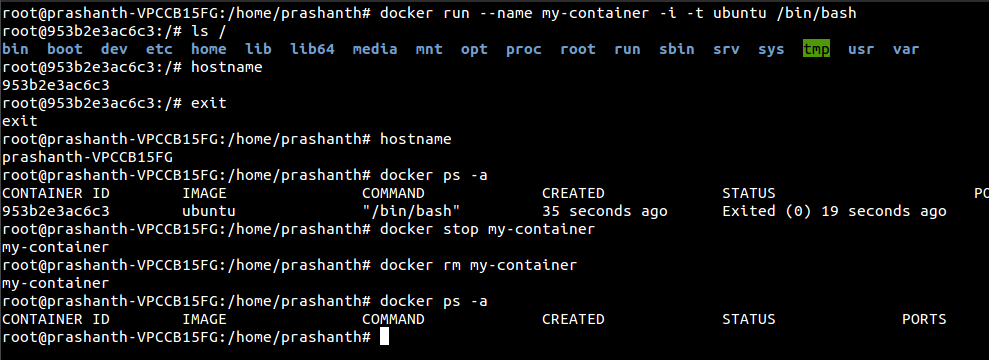 root@prashanth-VPCCB15FG:/home/prashanth# docker run --name my-container -i -t ubuntu /bin/bash
root@953b2e3ac6c3:/# ls /
bin boot dev etc home lib lib64 media mnt opt proc root run sbin srv sys tmp usr var
root@953b2e3ac6c3:/# hostname
953b2e3ac6c3
root@953b2e3ac6c3:/# exit
exit
root@prashanth-VPCCB15FG:/home/prashanth# hostname
prashanth-VPCCB15FG
root@prashanth-VPCCB15FG:/home/prashanth# docker ps -a
CONTAINER ID IMAGE COMMAND CREATED STATUS PO
953b2e3ac6c3 ubuntu "/bin/bash" 35 seconds ago Exited (0) 19 seconds ago
root@prashanth-VPCCB15FG:/home/prashanth# docker stop my-container
my-container
root@prashanth-VPCCB15FG:/home/prashanth# docker rm my-container
my-container
root@prashanth-VPCCB15FG:/home/prashanth# docker ps -a
CONTAINER ID IMAGE COMMAND CREATED STATUS PORTS
root@prashanth-VPCCB15FG:/home/prashanth#